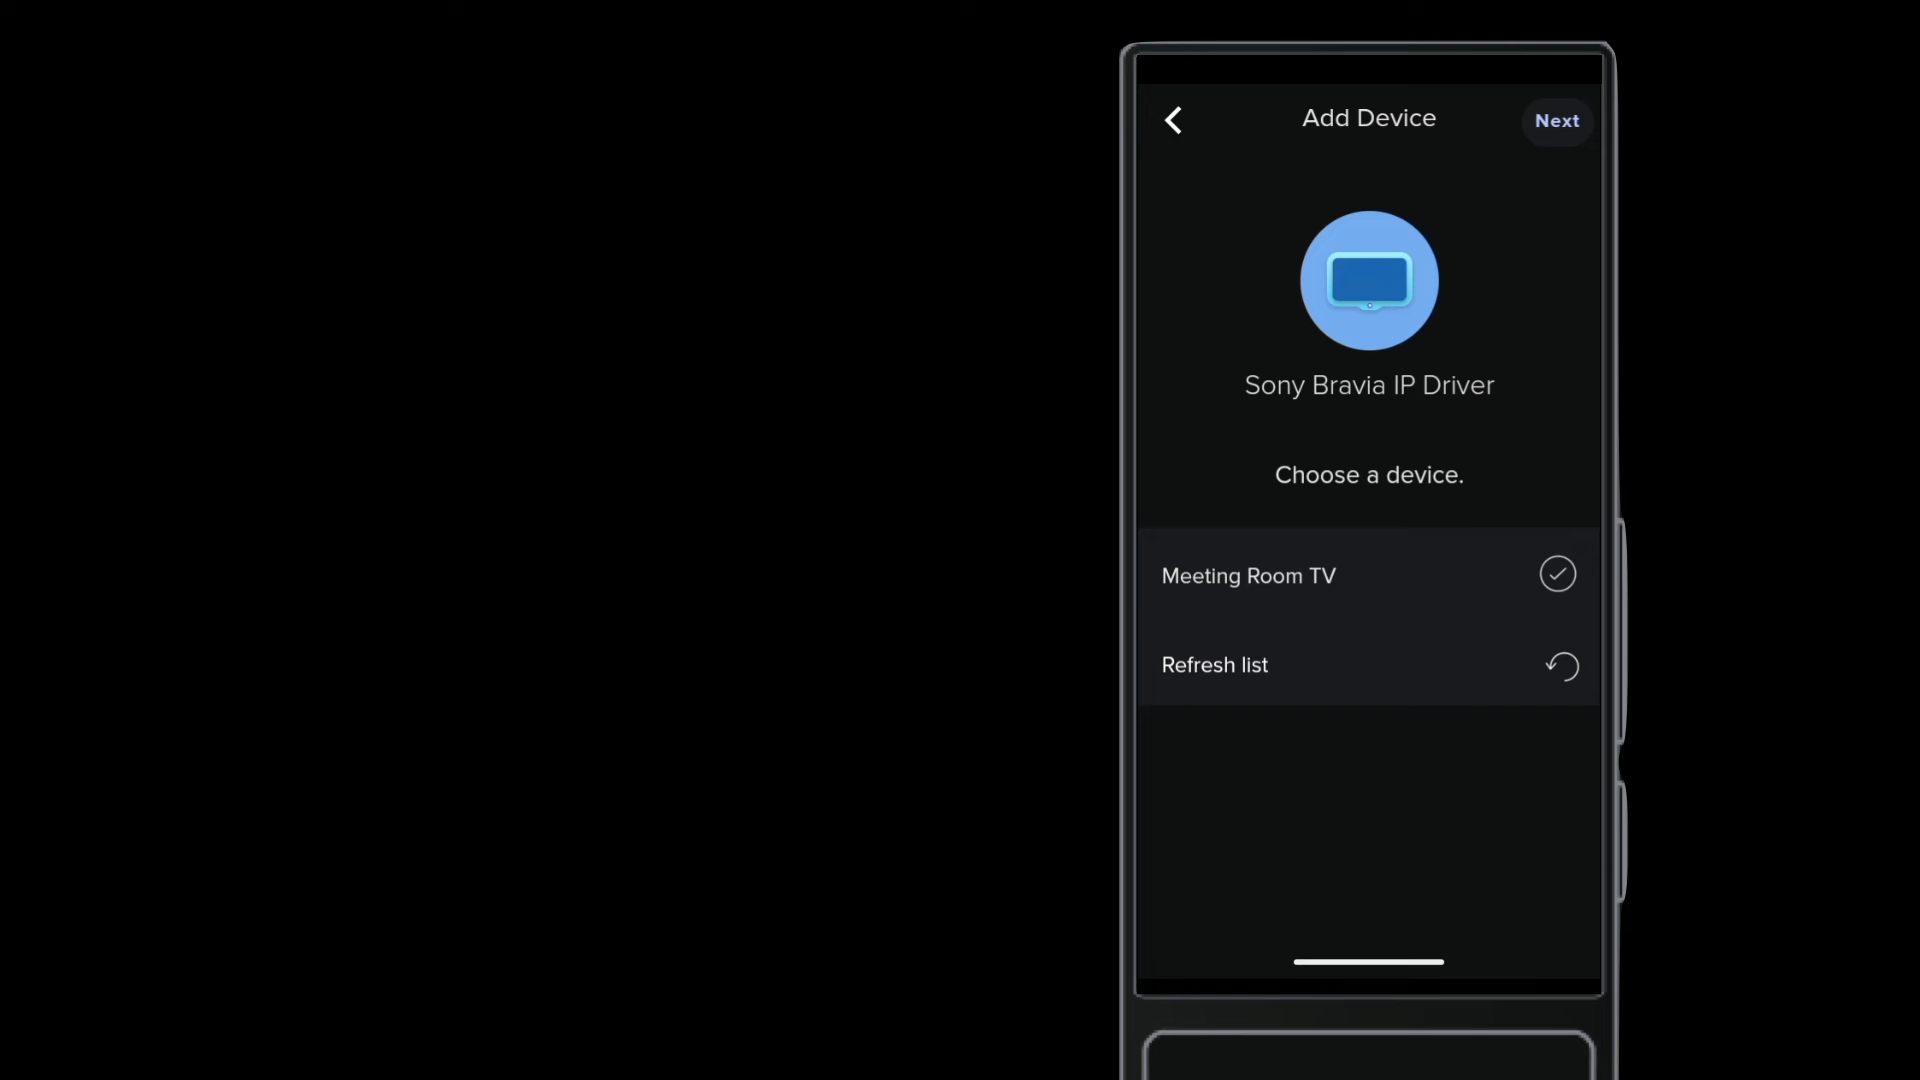 Add Device
Next
Sony Bravia IP Driver
Choose a device.
Meeting Room TV
Refresh list